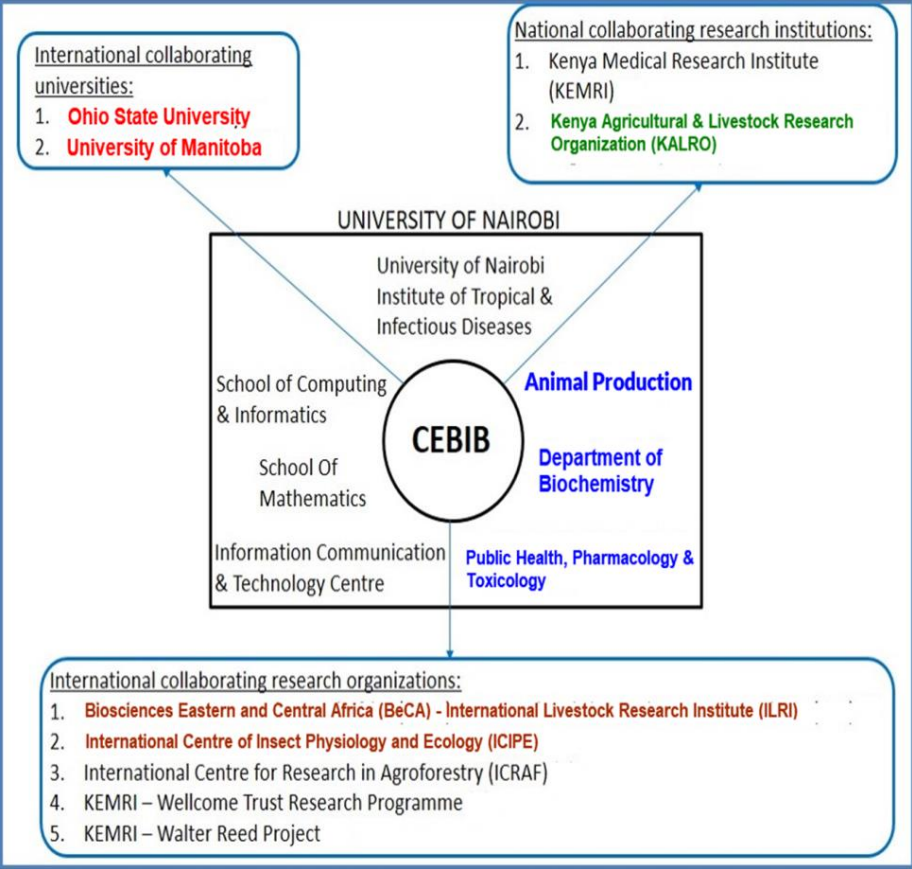 International collaborating
universities:
1. Ohio State University
2. University of Manitoba
National collaborating research institutions:
1. Kenya Medical Research Institute
(KEMRI)
2. Kenya Agricultural & Livestock Research
Organization (KALRO)
UNIVERSITY OF NAIROBI
University of Nairobi
Institute of Tropical &
Infectious Diseases
School of Computing
& Informatics
School Of
Mathematics
Information Communication
& Technology Centre
CEBIB
Animal Production
Department of
Biochemistry
Public Health, Pharmacology &
Toxicology
International collaborating research organizations:
1. Biosciences Eastern and Central Africa (BeCA) - International Livestock Research Institute (ILRI)
2. International Centre of Insect Physiology and Ecology (ICIPE)
3. International Centre for Research in Agroforestry (ICRAF)
4. KEMRI – Wellcome Trust Research Programme
5. KEMRI – Walter Reed Project